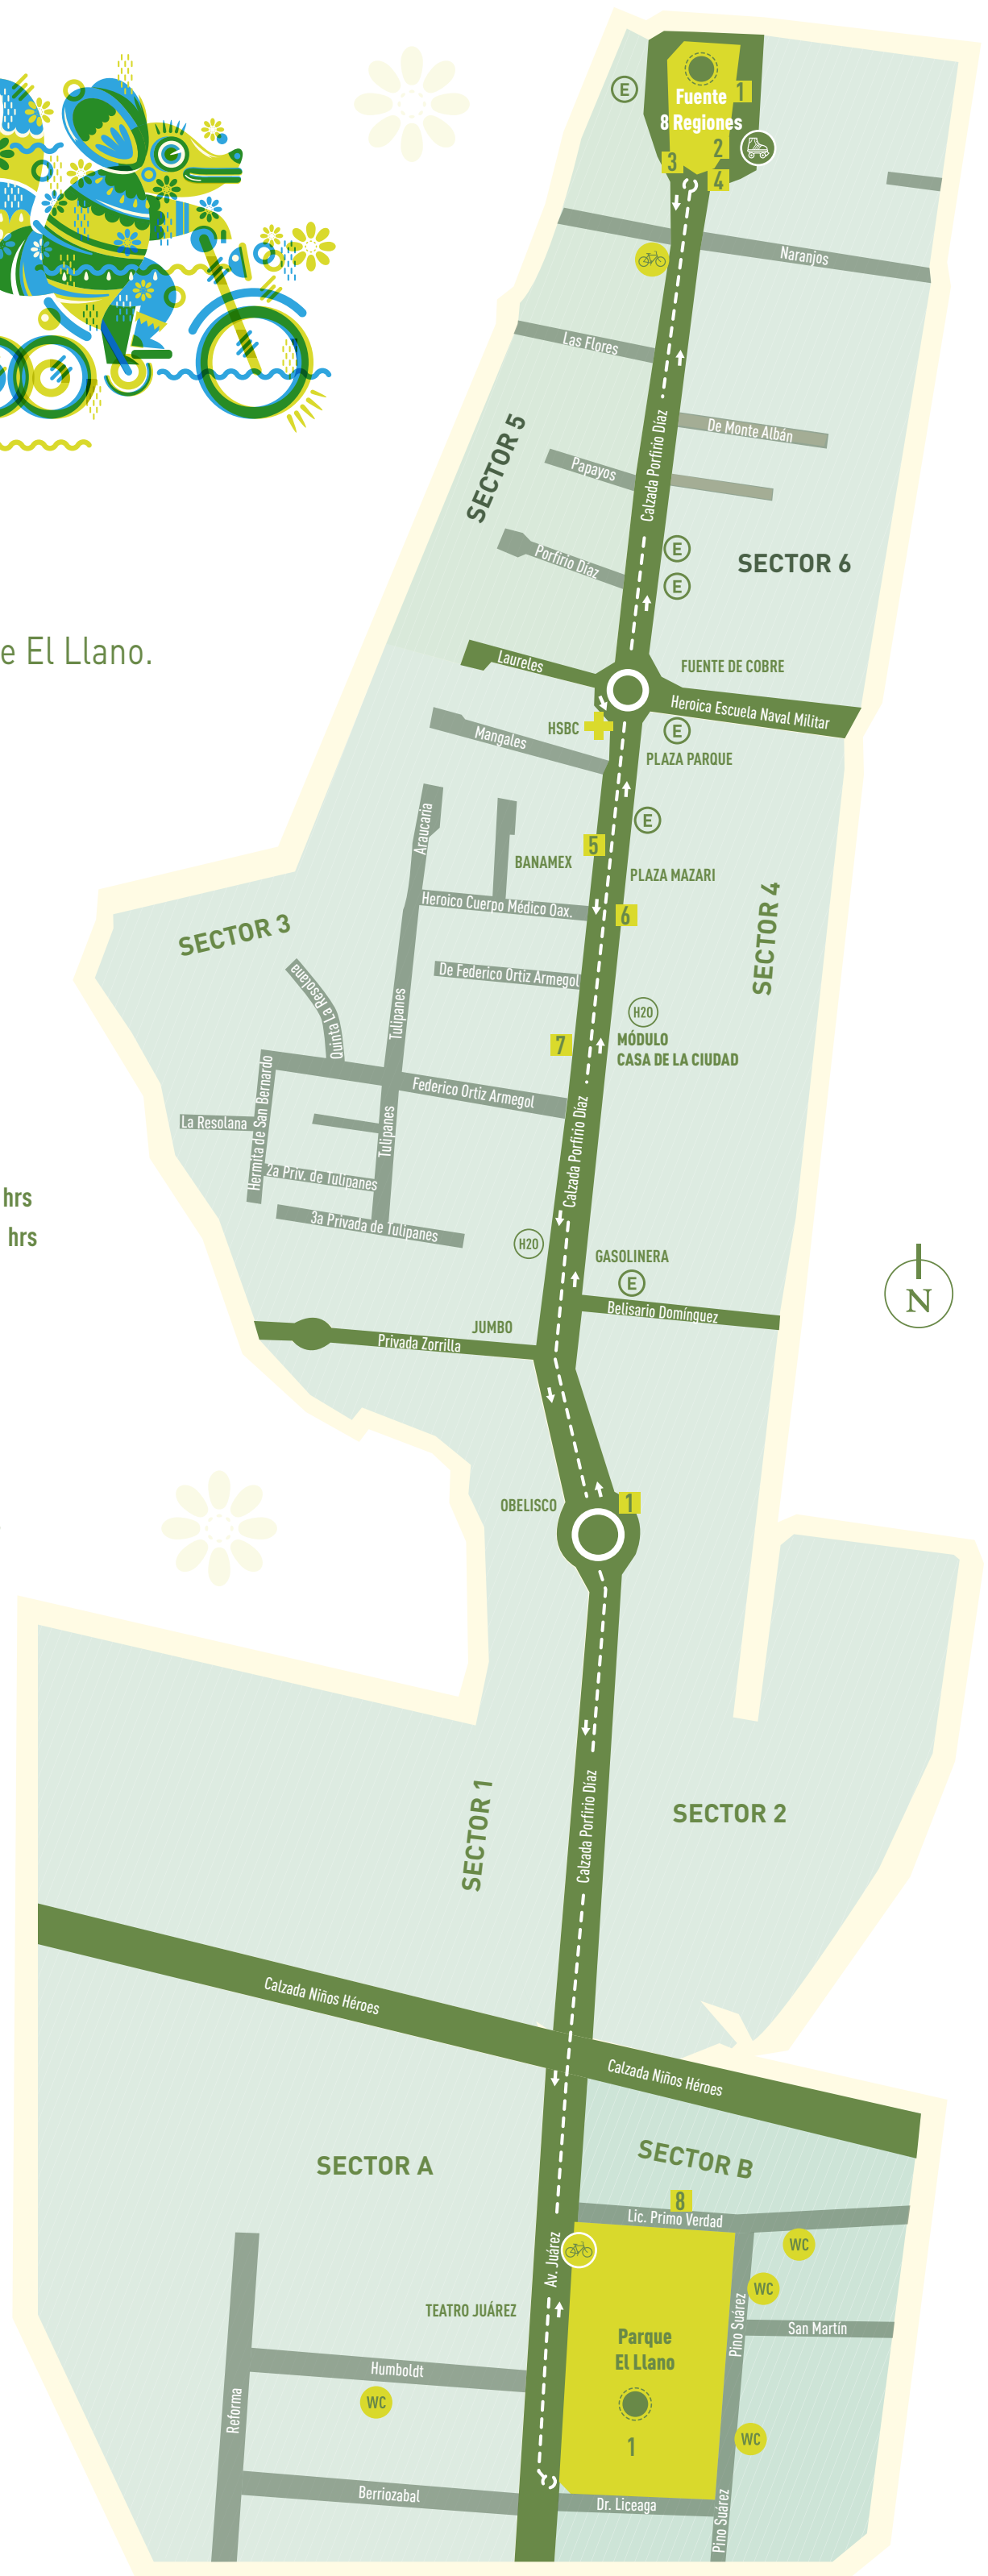 E
Fuente
8 Regiones
1
2
3
4
Naranjos
Las Flores
De Monte Albán
Calzada Porfirio Díaz
Papayos
SECTOR 5
SECTOR 6
Porfirio Díaz
E
E
e El Llano.
Laureles
FUENTE DE COBRE
Heroica Escuela Naval Militar
HSBC
E
Mangales
PLAZA PARQUE
Araucaria
E
5
BANAMEX
PLAZA MAZARI
SECTOR 4
Heroico Cuerpo Médico Oax.
6
SECTOR 3
De Federico Ortiz Armegol
Quinta La Resolana
Tulipanes
H2O
7
MÓDULO
CASA DE LA CIUDAD
Federico Ortiz Armegol
Hermita de San Bernardo
La Resolana
Tulipanes
Calzada Porfirio Díaz
2a Priv. de Tulipanes
hrs
3a Privada de Tulipanes
hrs
H2O
GASOLINERA
E
N
Belisario Domínguez
JUMBO
Privada Zorrilla
OBELISCO
1
SECTOR 1
Calzada Porfirio Díaz
SECTOR 2
Calzada Niños Héroes
Calzada Niños Héroes
SECTOR A
SECTOR B
8
Lic. Primo Verdad
WC
Av. Juárez
WC
TEATRO JUÁREZ
Pino Suárez
San Martín
Parque
El Llano
Humboldt
WC
Reforma
1
WC
Berriozabal
Dr. Liceaga
Pino Suárez